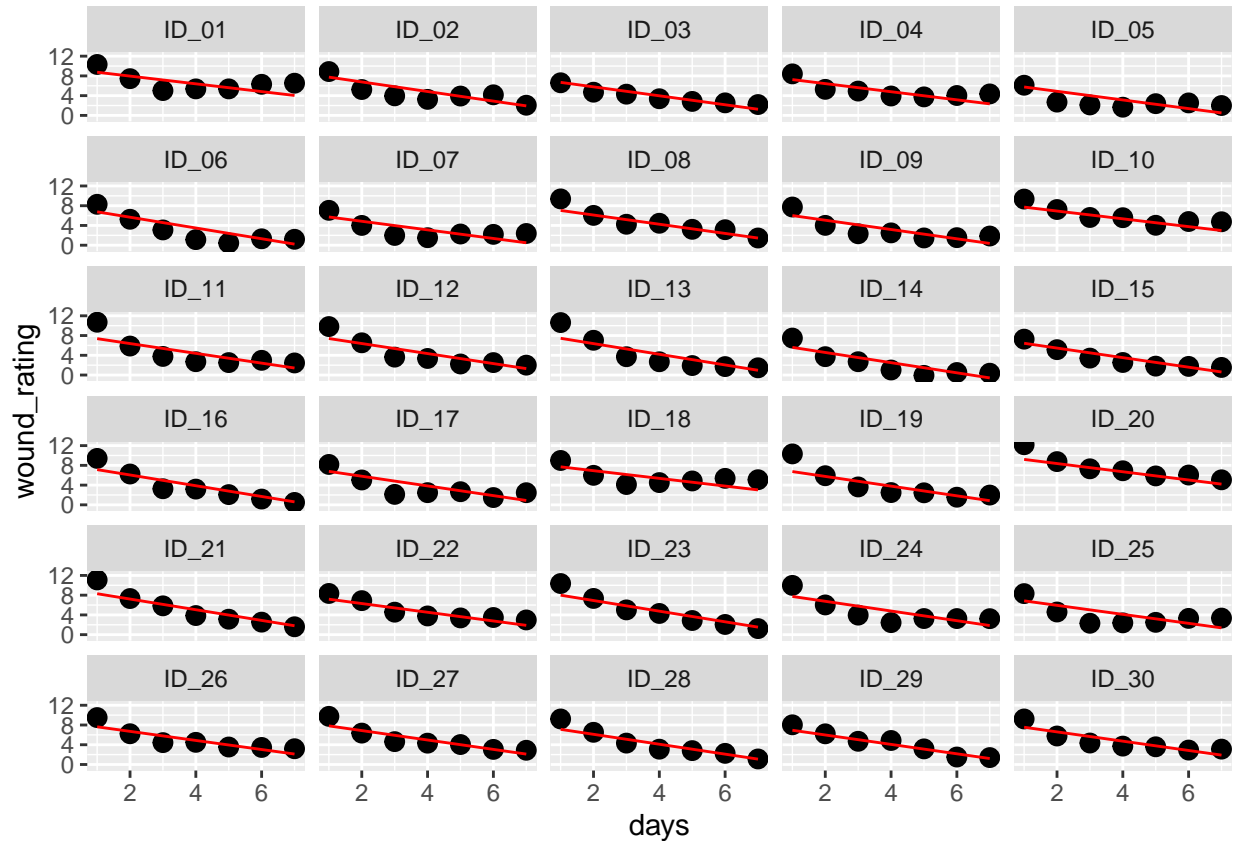 ID_01 ID_02 ID_03 ID_04 ID_05
12
8
4
0
ID_06 ID_07 ID_08 ID_09 ID_10
12
8
4
0
ID_11 ID_12 ID_13 ID_14 ID_15
12
8
4
0
wound_rating
ID_16 ID_17 ID_18 ID_19 ID_20
12
8
4
0
ID_21 ID_22 ID_23 ID_24 ID_25
12
8
4
0
ID_26 ID_27 ID_28 ID_29 ID_30
12
8
4
0
2 4 6 2 4 6 2 4 6 2 4 6 2 4 6
days